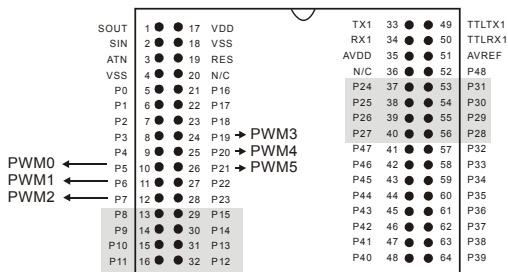 SOUT 1 17 VDD TX1 33 49 TTLTX1
SIN 2 18 VSS RX1 34 50 TTLRX1
ATN 3 19 RES AVDD 35 51 AVREF
VSS 4 20 N/C N/C 36 52 P48
P0 5 21 P16 P24 37 53 P31
P1 6 22 P17 P25 38 54 P30
P2 7 23 P18 P26 39 55 P29
P3 8 24 P19 PWM3 P27 40 56 P28
P4 9 25 P20 PWM4 P47 41 57 P32
PWM0 P5 10 26 P21 PWM5 P46 42 58 P33
PWM1 P6 11 27 P22 P45 43 59 P34
PWM2 P7 12 28 P23 P44 44 60 P35
P8 13 29 P15 P43 45 61 P36
P9 14 30 P14 P42 46 62 P37
P10 15 31 P13 P41 47 63 P38
P11 16 32 P12 P40 48 64 P39